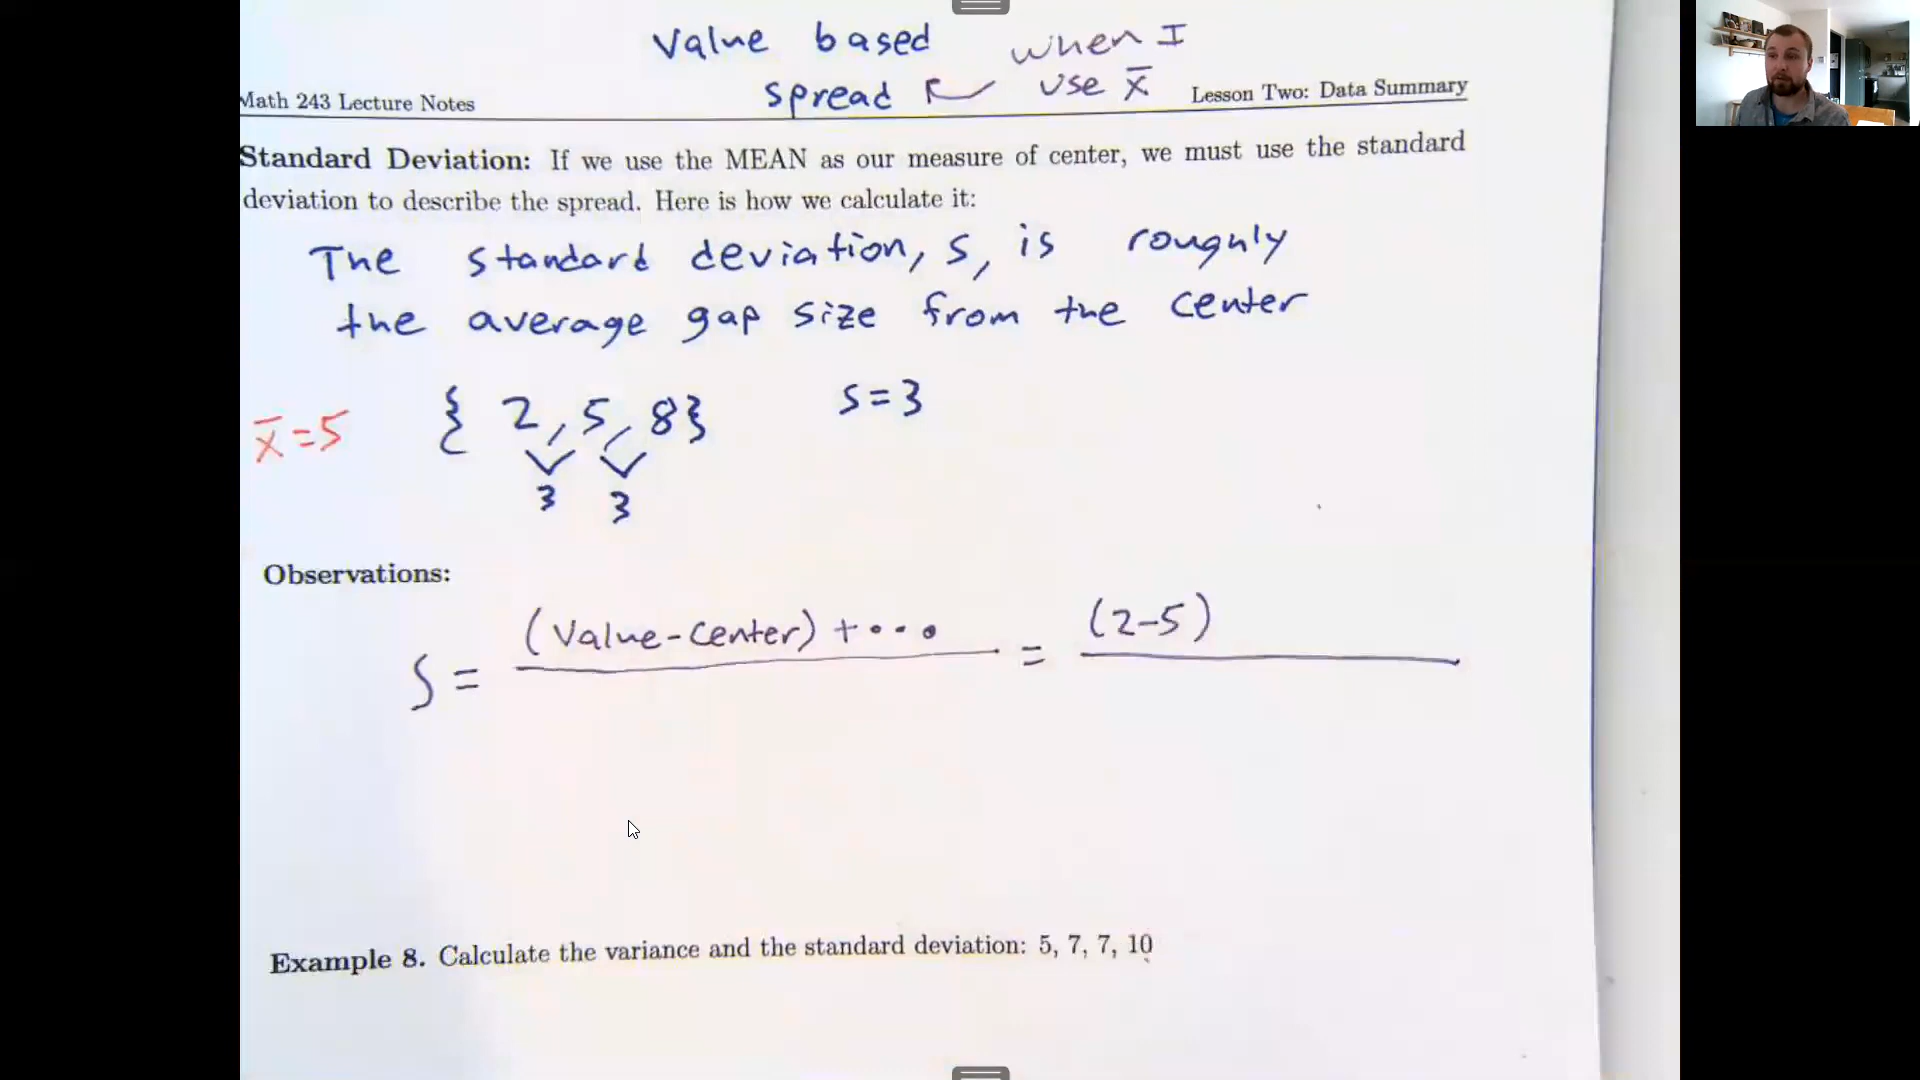 Value based when I
spread use x̄
Math 243 Lecture Notes Lesson Two: Data Summary
Standard Deviation: If we use the MEAN as our measure of center, we must use the standard
deviation to describe the spread. Here is how we calculate it:
The standard deviation, s, is roughly
the average gap size from the center
x̄=5 { 2, 5, 8} s=3
3 3
Observations:
S = (Value-Center) + ••• = (2-5)
Example 8. Calculate the variance and the standard deviation: 5, 7, 7, 10